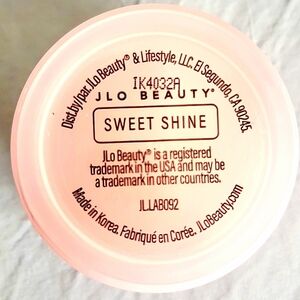 Dist.by/par.JLo Beauty® & Lifestyle, LLC. El Segundo, CA 90245.
IK4032A
JLO BEAUTY®
SWEET SHINE
JLo Beauty® is a registered
trademark in the USA and may be
a trademark in other countries.
JLLAB092
Made in Korea. Fabriqué en Corée. JLoBeauty.com